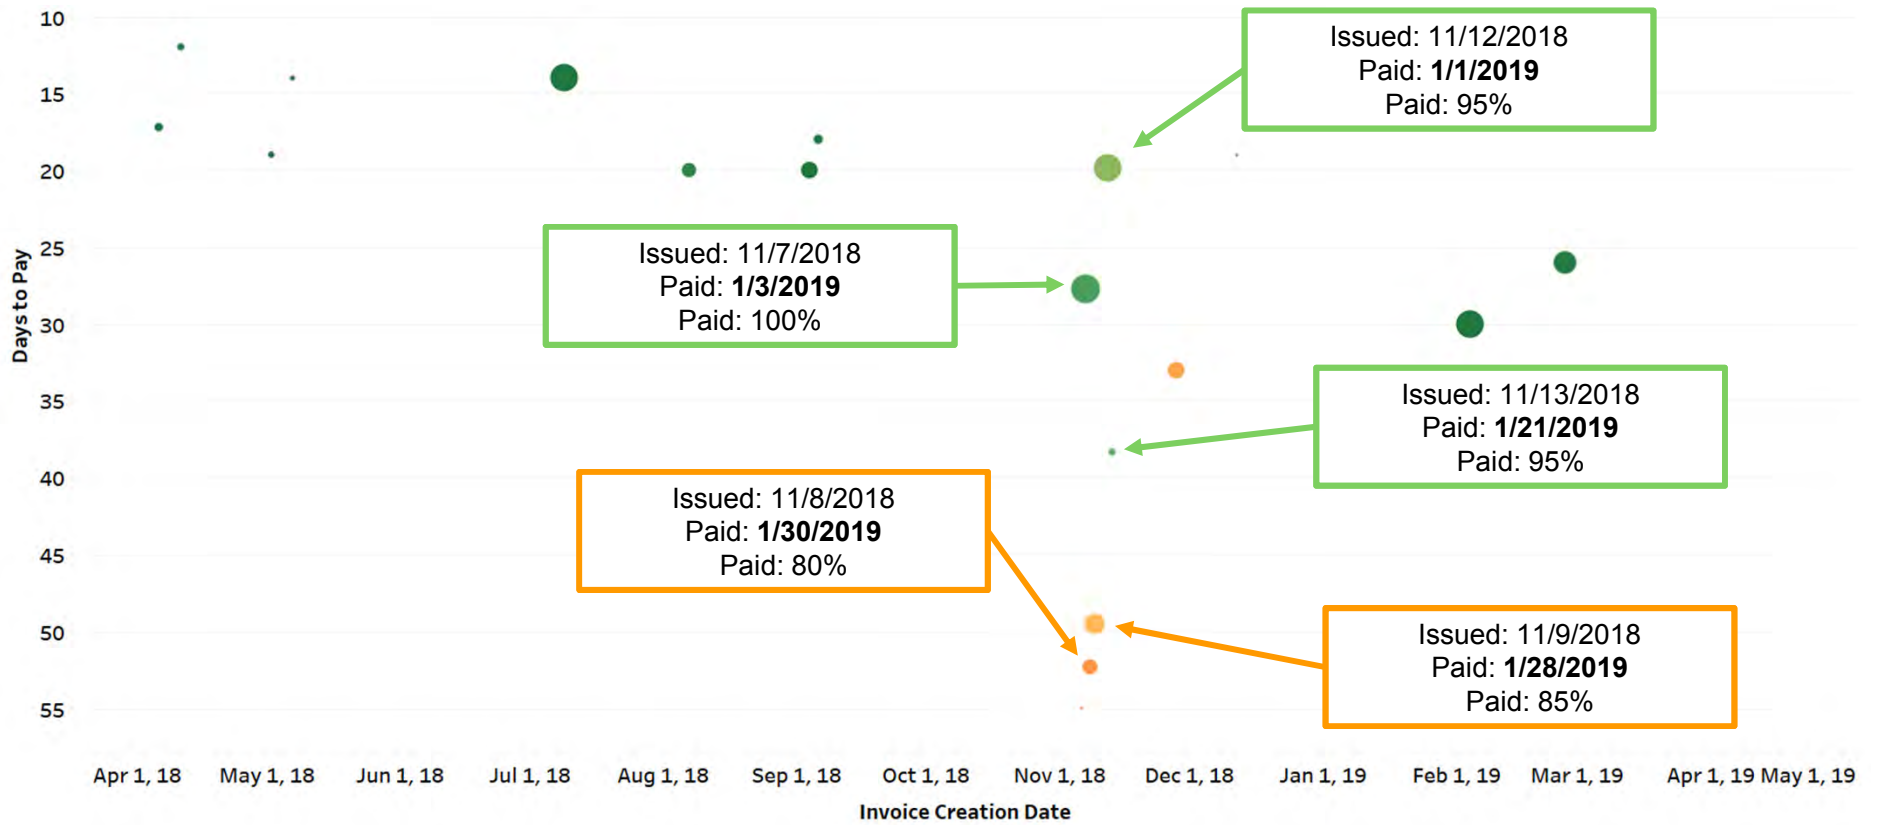 10
15
20
25
30
35
40
45
50
55
Days to Pay
Issued: 11/12/2018
Paid: 1/1/2019
Paid: 95%
Issued: 11/7/2018
Paid: 1/3/2019
Paid: 100%
Issued: 11/13/2018
Paid: 1/21/2019
Paid: 95%
Issued: 11/8/2018
Paid: 1/30/2019
Paid: 80%
Issued: 11/9/2018
Paid: 1/28/2019
Paid: 85%
Apr 1, 18 May 1, 18 Jun 1, 18 Jul 1, 18 Aug 1, 18 Sep 1, 18 Oct 1, 18 Nov 1, 18 Dec 1, 18 Jan 1, 19 Feb 1, 19 Mar 1, 19 Apr 1, 19 May 1, 19
Invoice Creation Date